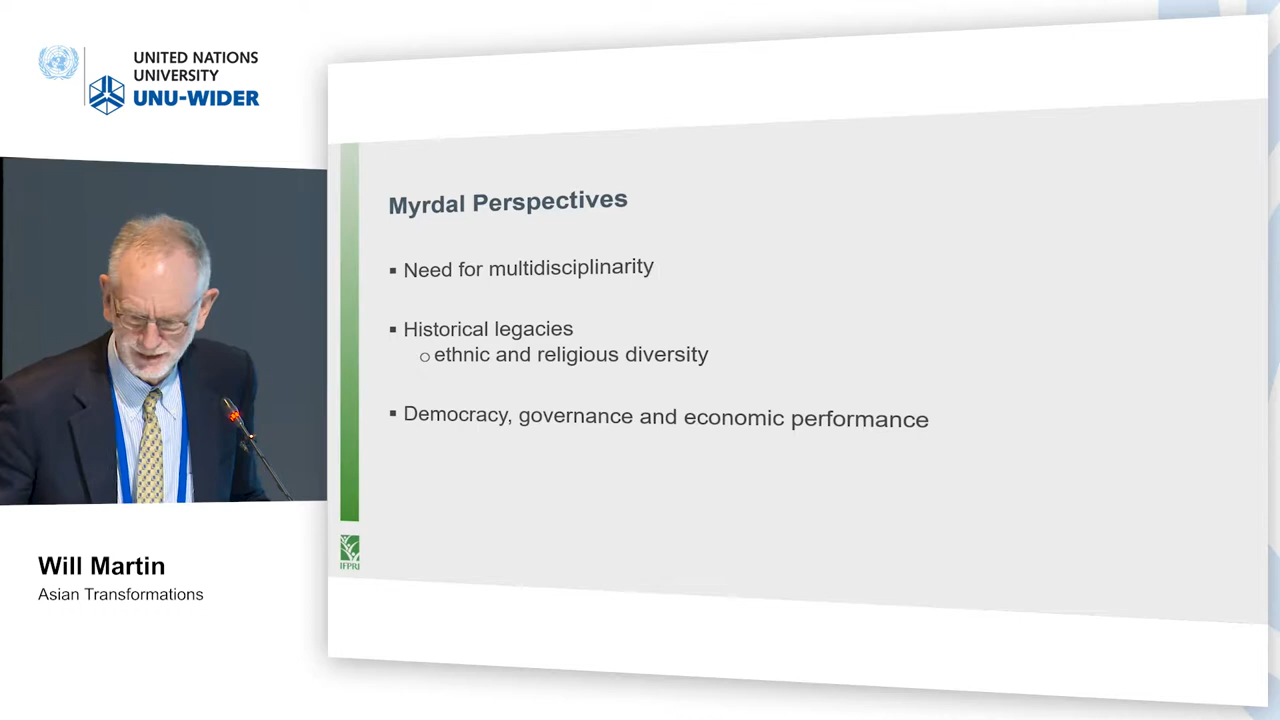 UNITED NATIONS
UNIVERSITY
UNU-WIDER
Myrdal Perspectives
▪ Need for multidisciplinarity
▪ Historical legacies
o ethnic and religious diversity
▪ Democracy, governance and economic performance
IFPRI
Will Martin
Asian Transformations